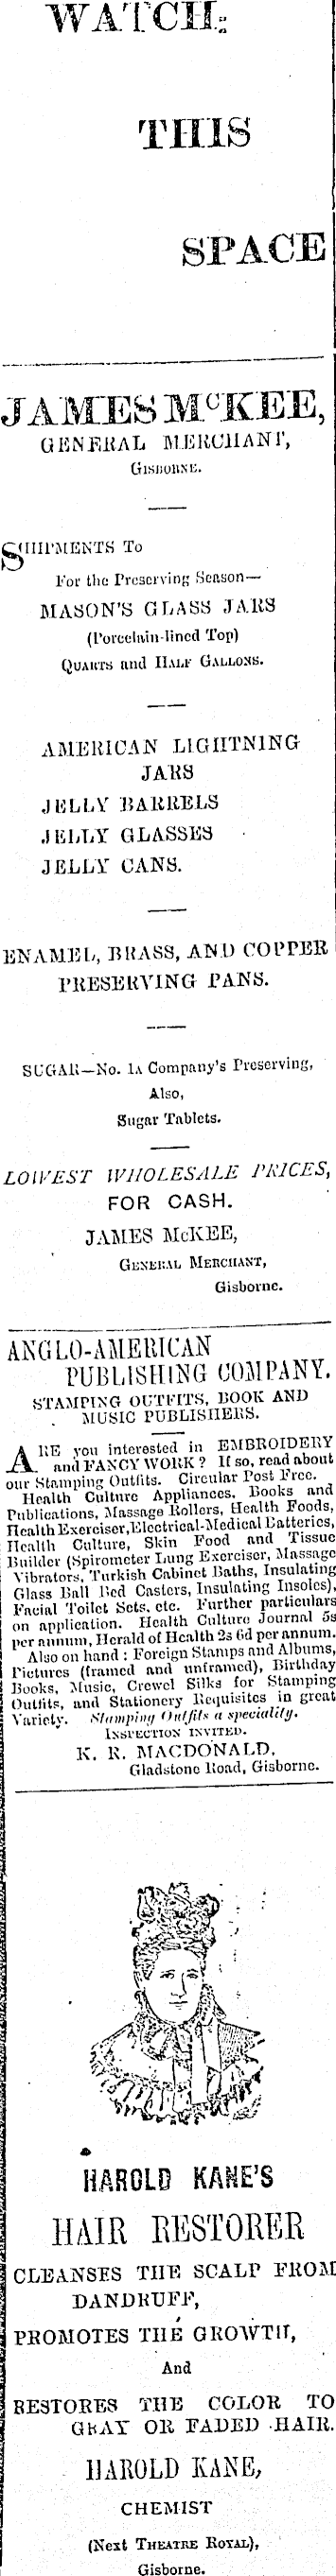 WATCH:
THIS
SPACE
JAMES McKEE,
GENERAL MERCHANT,
GISBORNE.
SHIPMENTS To
For the Preserving Season—
MASON'S GLASS JARS
(Porcelain-lined Top)
QUARTS and HALF GALLONS.
AMERICAN LIGHTNING
JARS
JELLY BARRELS
JELLY GLASSES
JELLY CANS.
ENAMEL, BRASS, AND COPPER
PRESERVING PANS.
SUGAR—No. 1A Company's Preserving,
Also,
Sugar Tablets.
LOWEST WHOLESALE PRICES,
FOR CASH.
JAMES McKEE,
GENERAL MERCHANT,
Gisborne.
ANGLO-AMERICAN
PUBLISHING COMPANY.
STAMPING OUTFITS, BOOK AND
MUSIC PUBLISHERS.
ARE you interested in EMBROIDERY
and FANCY WORK? If so, read about
our Stamping Outfits. Circular Post Free.
Health Culture Appliances. Books and
Publications, Massage Rollers, Health Foods,
Health Exerciser, Electrical-Medical Batteries,
Health Culture, Skin Food and Tissue
Builder (Spirometer Lung Exerciser, Massage
Vibrators, Turkish Cabinet Baths, Insulating
Glass Ball Bed Casters, Insulating Insoles),
Facial Toilet Sets, etc. Further particulars
on application. Health Culture Journal 5s
per annum, Herald of Health 2s 6d per annum.
Also on hand: Foreign Stamps and Albums,
Pictures (framed and unframed), Birthday
Books, Music, Crewel Silks for Stamping
Outfits, and Stationery Requisites in great
Variety. Stamping Outfits a speciality.
INSPECTION INVITED.
K. R. MACDONALD,
Gladstone Road, Gisborne.
HAROLD KANE'S
HAIR RESTORER
CLEANSES THE SCALP FROM
DANDRUFF,
PROMOTES THE GROWTH,
And
RESTORES THE COLOR TO
GRAY OR FADED HAIR.
HAROLD KANE,
CHEMIST
(Next THEATRE ROYAL),
Gisborne.